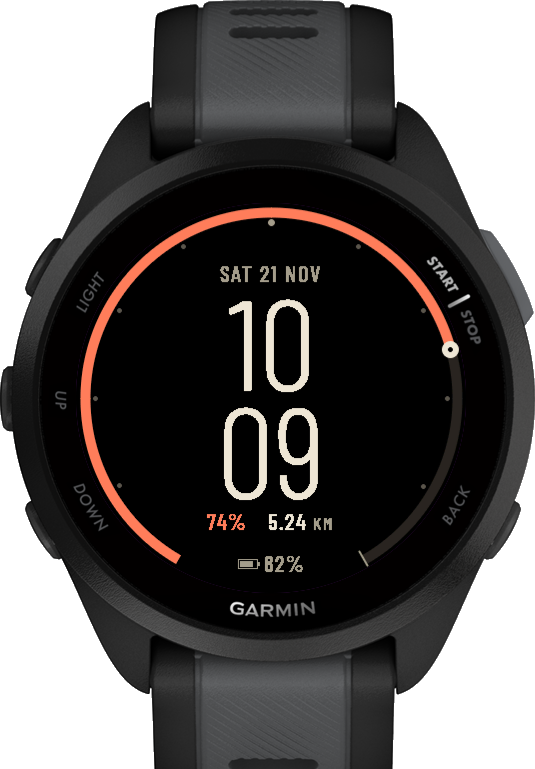 SAT 21 NOV
START
STOP
LIGHT
10
UP
09
DOWN
BACK
74% 5.24 KM
82%
GARMIN